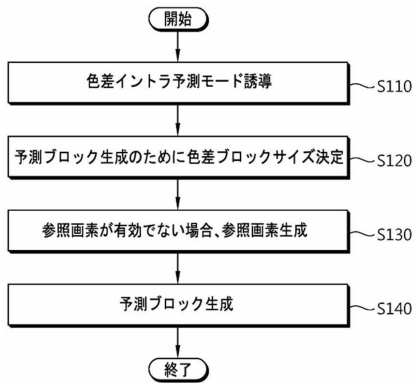 開始
色差イントラ予測モード誘導
S110
予測ブロック生成のために色差ブロックサイズ決定
S120
参照画素が有効でない場合、参照画素生成
S130
予測ブロック生成
S140
終了